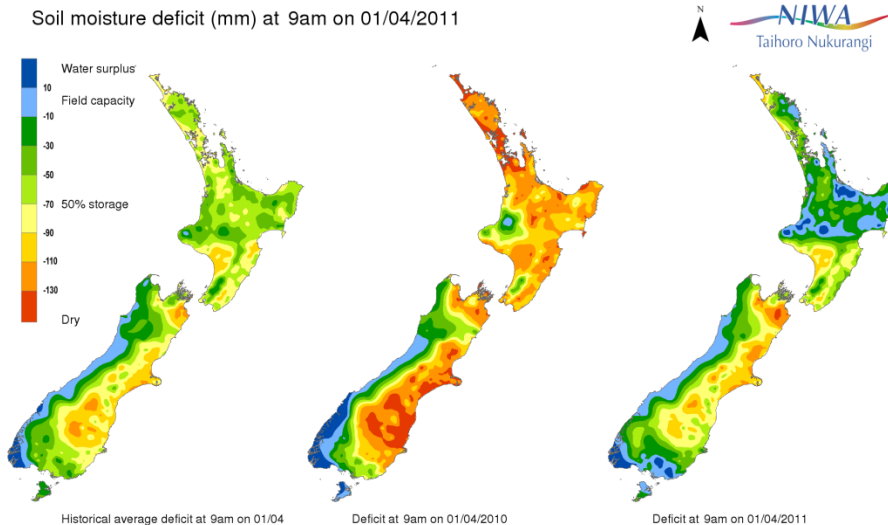 Soil moisture deficit (mm) at 9am on 01/04/2011
N
NIWA
Taihoro Nukurangi
Water surplus
10
Field capacity
-10
-30
-50
50% storage
-70
-90
-110
-130
Dry
Historical average deficit at 9am on 01/04
Deficit at 9am on 01/04/2010
Deficit at 9am on 01/04/2011